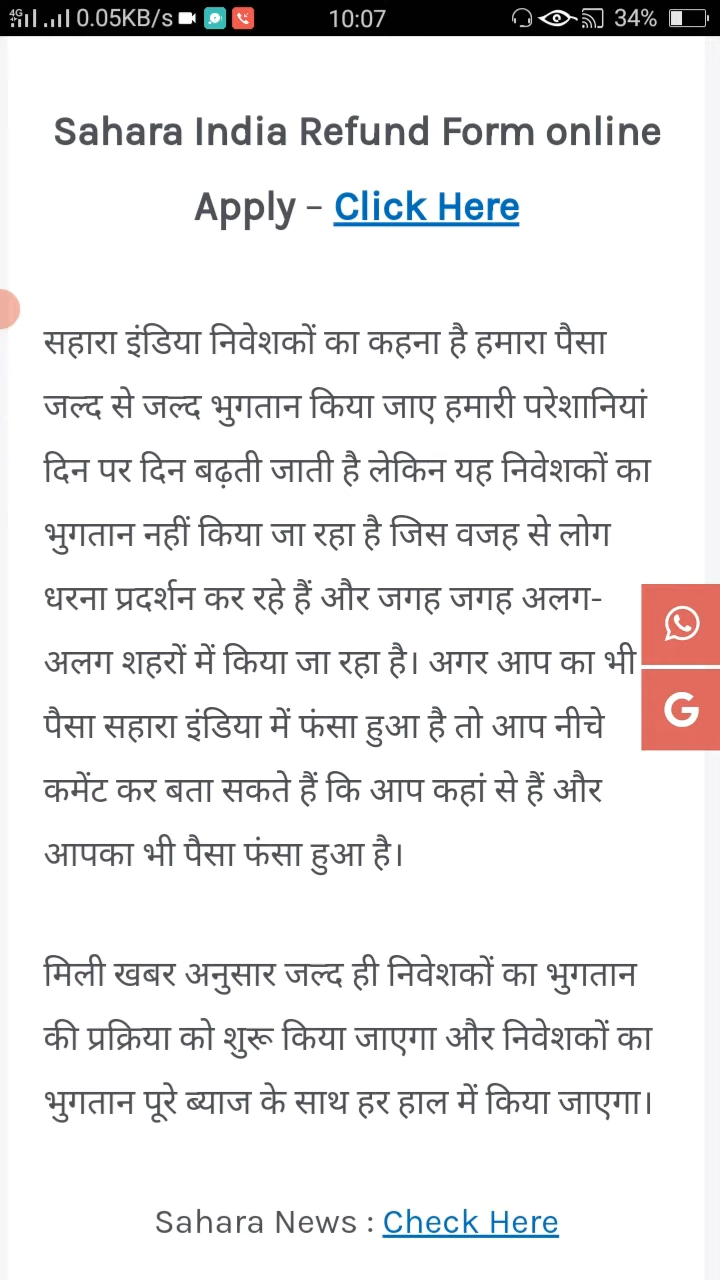 4G 0.05KB/s 10:07 34%
Sahara India Refund Form online
Apply – Click Here
सहारा इंडिया निवेशकों का कहना है हमारा पैसा
जल्द से जल्द भुगतान किया जाए हमारी परेशानियां
दिन पर दिन बढ़ती जाती है लेकिन यह निवेशकों का
भुगतान नहीं किया जा रहा है जिस वजह से लोग
धरना प्रदर्शन कर रहे हैं और जगह जगह अलग-
अलग शहरों में किया जा रहा है। अगर आप का भी
पैसा सहारा इंडिया में फंसा हुआ है तो आप नीचे
कमेंट कर बता सकते हैं कि आप कहां से हैं और
आपका भी पैसा फंसा हुआ है।
मिली खबर अनुसार जल्द ही निवेशकों का भुगतान
की प्रक्रिया को शुरू किया जाएगा और निवेशकों का
भुगतान पूरे ब्याज के साथ हर हाल में किया जाएगा।
Sahara News : Check Here